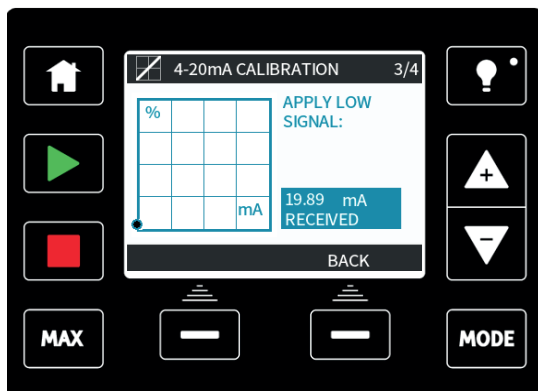 4-20mA CALIBRATION 3/4
%
mA
APPLY LOW
SIGNAL:
19.89 mA
RECEIVED
BACK
MAX
MODE
+
-